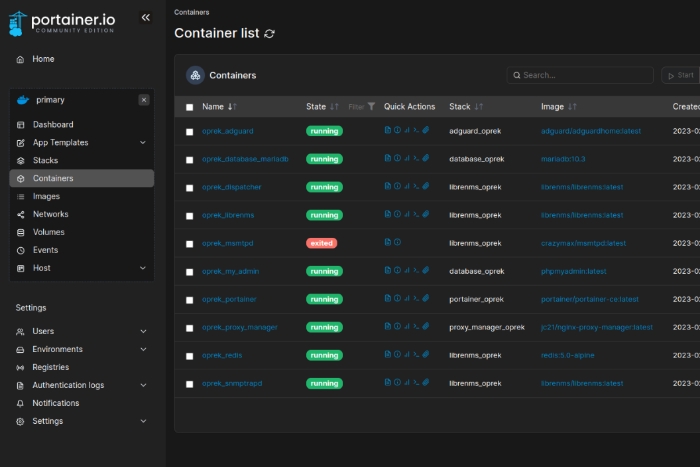 portainer.io
COMMUNITY EDITION
Home
primary
Dashboard
App Templates
Stacks
Containers
Images
Networks
Volumes
Events
Host
Settings
Users
Environments
Registries
Authentication logs
Notifications
Settings
Containers
Container list
Containers
Search...
Start
Name State Filter Quick Actions Stack Image Created
oprek_adguard running adguard_oprek adguard/adguardhome:latest 2023-0
oprek_database_mariadb running database_oprek mariadb:10.3 2023-0
oprek_dispatcher running librenms_oprek librenms/librenms:latest 2023-0
oprek_librenms running librenms_oprek librenms/librenms:latest 2023-0
oprek_msmtpd exited librenms_oprek crazymax/msmtpd:latest 2023-0
oprek_my_admin running database_oprek phpmyadmin:latest 2023-0
oprek_portainer running portainer_oprek portainer/portainer-ce:latest 2023-0
oprek_proxy_manager running proxy_manager_oprek jc21/nginx-proxy-manager:latest 2023-0
oprek_redis running librenms_oprek redis:5.0-alpine 2023-0
oprek_snmptrapd running librenms_oprek librenms/librenms:latest 2023-0